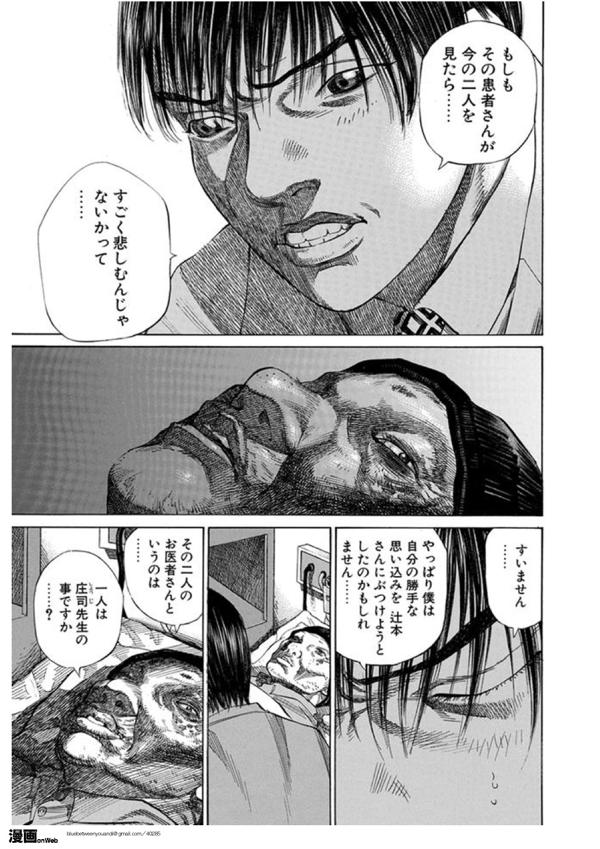 もしも
その患者さんが
今の二人を
見たら……
すごく悲しむんじゃ
ないかって
……
すいません
……
やっぱり僕は
自分の勝手な
思い込みを 辻本
さんにぶつけようと
したのかもしれ
ません……
その二人の
お医者さんと
いうのは
……
一人は
庄司先生の
しょうじ
事ですか
……?
漫画onWeb
bluebetweenyouandi@gmail.com / 40285